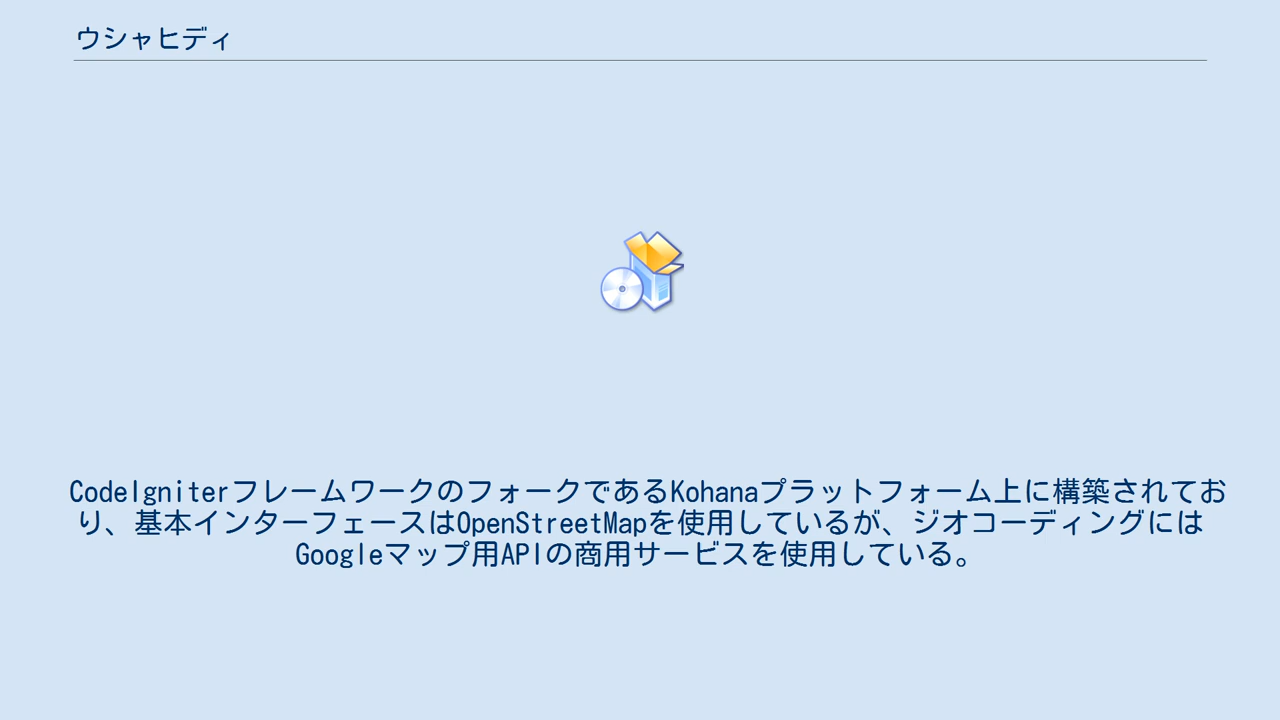 ウシャヒディ
CodeIgniterフレームワークのフォークであるKohanaプラットフォーム上に構築されてお
り、基本インターフェースはOpenStreetMapを使用しているが、ジオコーディングには
Googleマップ用APIの商用サービスを使用している。